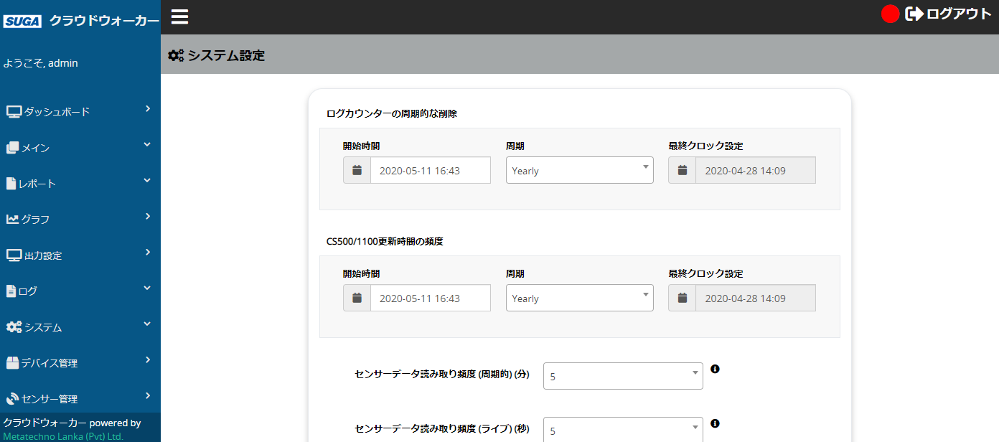 SUGA クラウドウォーカー
ログアウト
ようこそ, admin
システム設定
ダッシュボード
メイン
レポート
グラフ
出力設定
ログ
システム
デバイス管理
センサー管理
クラウドウォーカー powered by
Metatechno Lanka (Pvt) Ltd.
ログカウンターの周期的な削除
開始時間 周期 最終クロック設定
2020-05-11 16:43 Yearly 2020-04-28 14:09
CS500/1100更新時間の頻度
開始時間 周期 最終クロック設定
2020-05-11 16:43 Yearly 2020-04-28 14:09
センサーデータ読み取り頻度 (周期的) (分) 5
センサーデータ読み取り頻度 (ライブ) (秒) 5